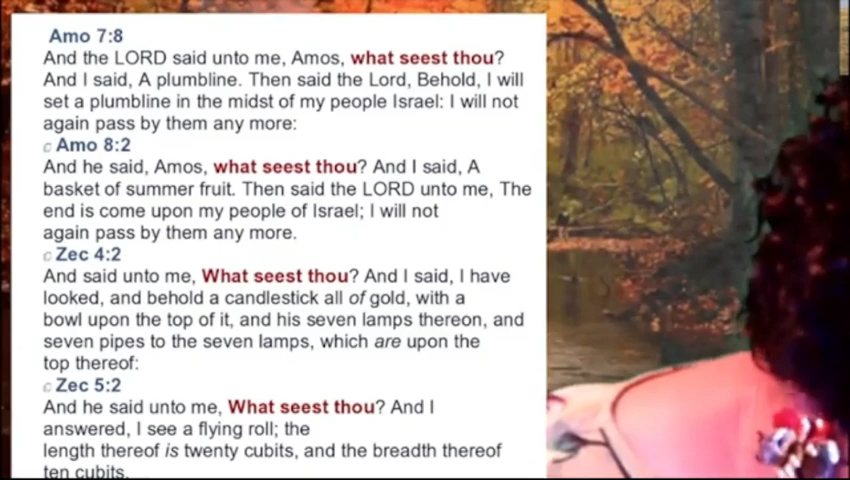 Amo 7:8
And the LORD said unto me, Amos, what seest thou?
And I said, A plumbline. Then said the Lord, Behold, I will
set a plumbline in the midst of my people Israel: I will not
again pass by them any more:
Amo 8:2
And he said, Amos, what seest thou? And I said, A
basket of summer fruit. Then said the LORD unto me, The
end is come upon my people of Israel; I will not
again pass by them any more.
Zec 4:2
And said unto me, What seest thou? And I said, I have
looked, and behold a candlestick all of gold, with a
bowl upon the top of it, and his seven lamps thereon, and
seven pipes to the seven lamps, which are upon the
top thereof:
Zec 5:2
And he said unto me, What seest thou? And I
answered, I see a flying roll; the
length thereof is twenty cubits, and the breadth thereof
ten cubits.